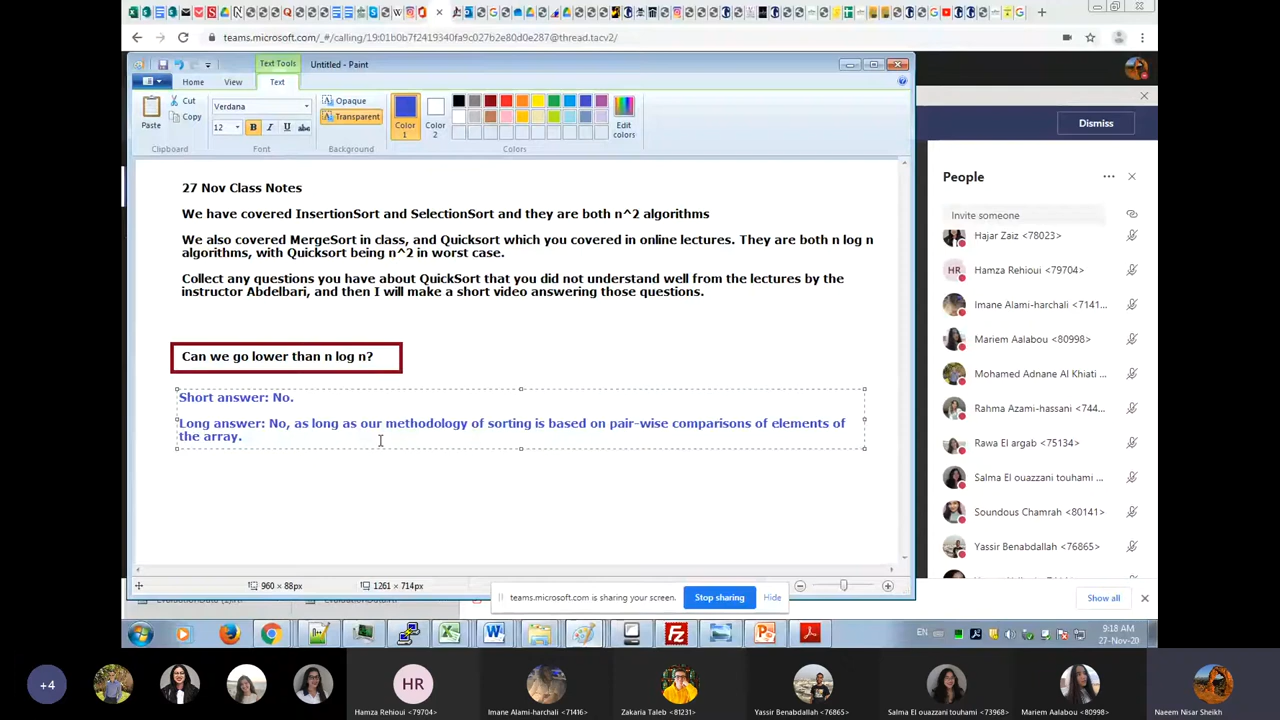 teams.microsoft.com/_#/calling/19:01b0b7f2419340fa9c027b2e80d0e287@thread.tacv2/
Text Tools
Untitled - Paint
Home
View
Text
Cut
Copy
Paste
Clipboard
Verdana
12
B
I
U
abc
Font
Opaque
Transparent
Background
Color 1
Color 2
Edit colors
Colors
27 Nov Class Notes
We have covered InsertionSort and SelectionSort and they are both n^2 algorithms
We also covered MergeSort in class, and Quicksort which you covered in online lectures. They are both n log n
algorithms, with Quicksort being n^2 in worst case.
Collect any questions you have about QuickSort that you did not understand well from the lectures by the
instructor Abdelbari, and then I will make a short video answering those questions.
Can we go lower than n log n?
Short answer: No.
Long answer: No, as long as our methodology of sorting is based on pair-wise comparisons of elements of
the array.
960 × 88px
1261 × 714px
teams.microsoft.com is sharing your screen.
Stop sharing
Hide
Dismiss
People
Invite someone
Hajar Zaiz <78023>
HR
Hamza Rehioui <79704>
Imane Alami-harchali <7141...
Mariem Aalabou <80998>
Mohamed Adnane Al Khiati ...
Rahma Azami-hassani <744...
Rawa El argab <75134>
Salma El ouazzani touhami ...
Soundous Chamrah <80141>
Yassir Benabdallah <76865>
Show all
EN
9:18 AM
27-Nov-20
+4
HR
Hamza Rehioui <79704>
Imane Alami-harchali <71416>
Zakaria Taleb <81231>
Yassir Benabdallah <76865>
Salma El ouazzani touhami <73968>
Mariem Aalabou <80998>
Naeem Nisar Sheikh